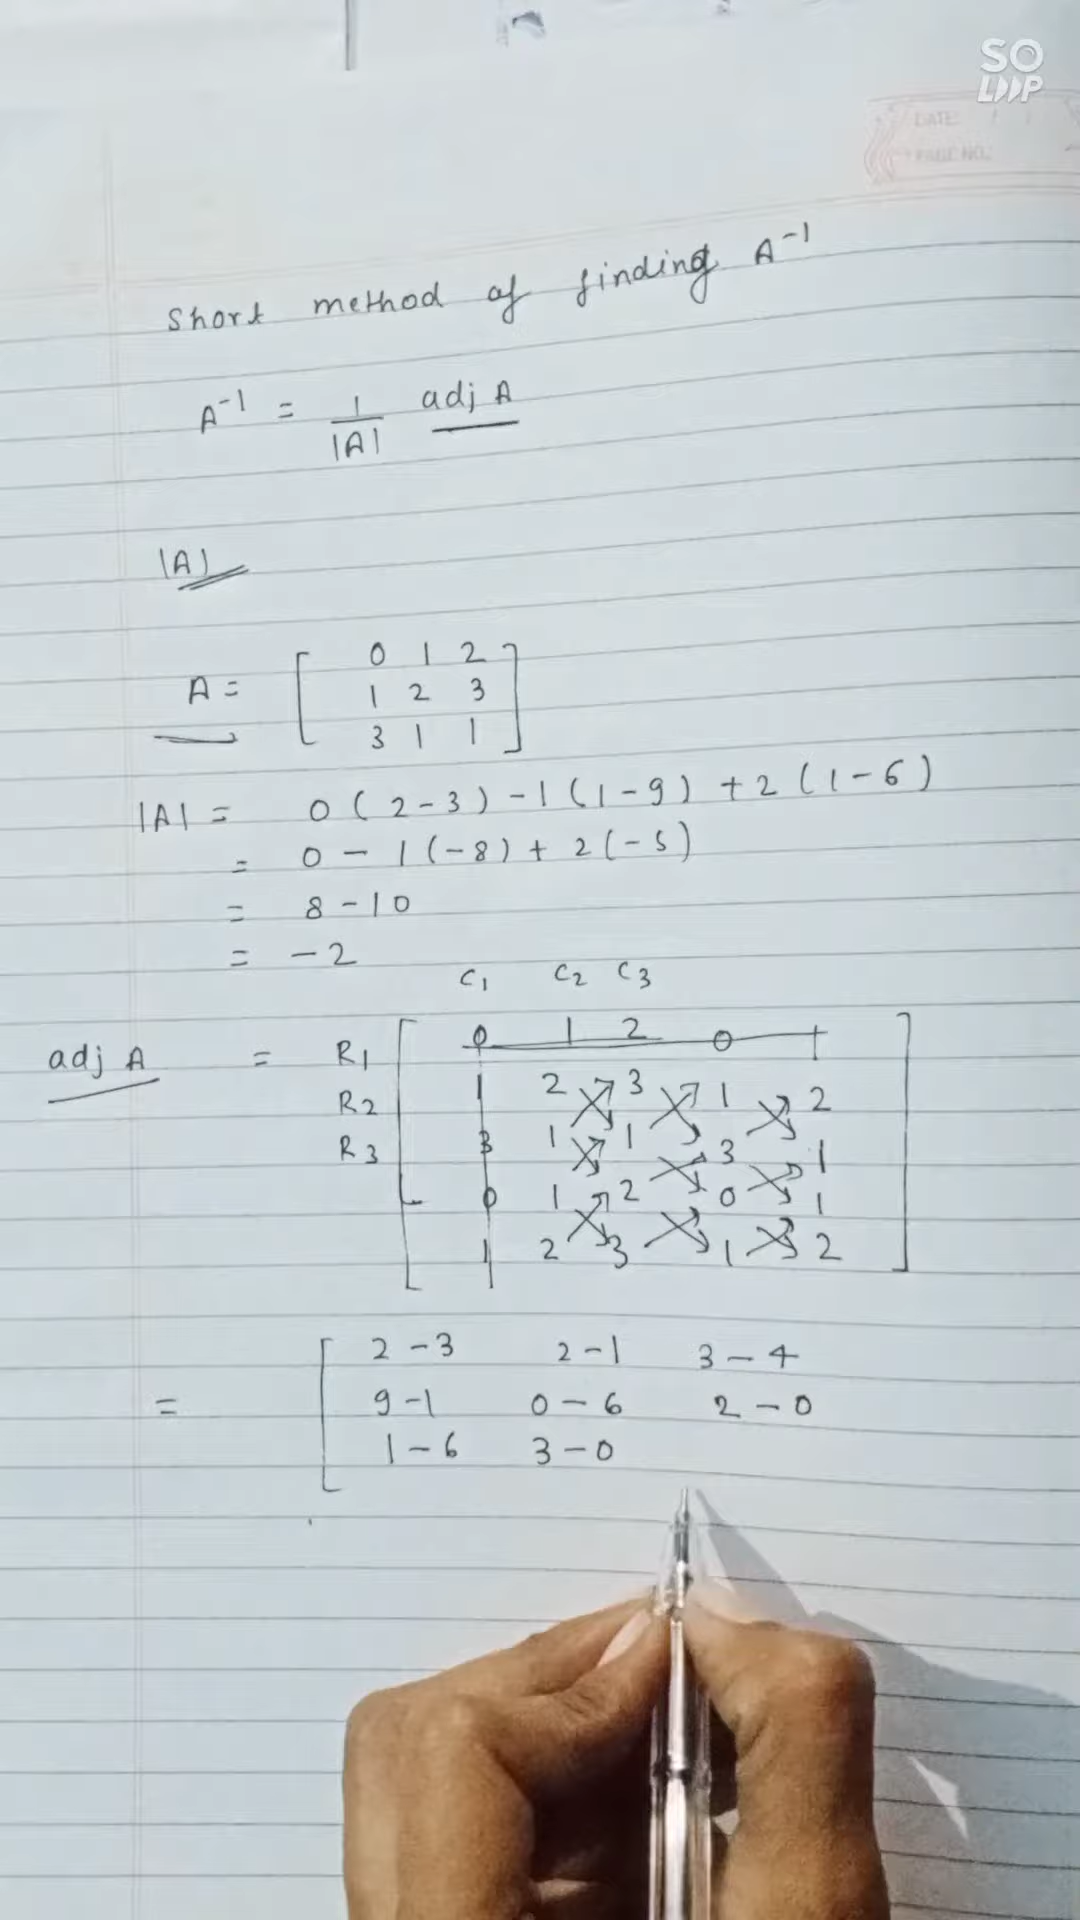 SO
LOOP
DATE: / /
PAGE NO.:
Short method of finding A⁻¹
A⁻¹ = 1/|A| adj A
|A|
A = [ 0 1 2
1 2 3
3 1 1 ]
|A| = 0 ( 2 - 3 ) - 1 ( 1 - 9 ) + 2 ( 1 - 6 )
= 0 - 1 ( - 8 ) + 2 ( - 5 )
= 8 - 10
= - 2
C₁ C₂ C₃
adj A = R1 [ 0 1 2 0 1 ]
R2 1 2 3 1 2
R3 3 1 1 3 1
0 1 2 0 1
1 2 3 1 2
= [ 2 - 3 2 - 1 3 - 4
9 - 1 0 - 6 2 - 0
1 - 6 3 - 0